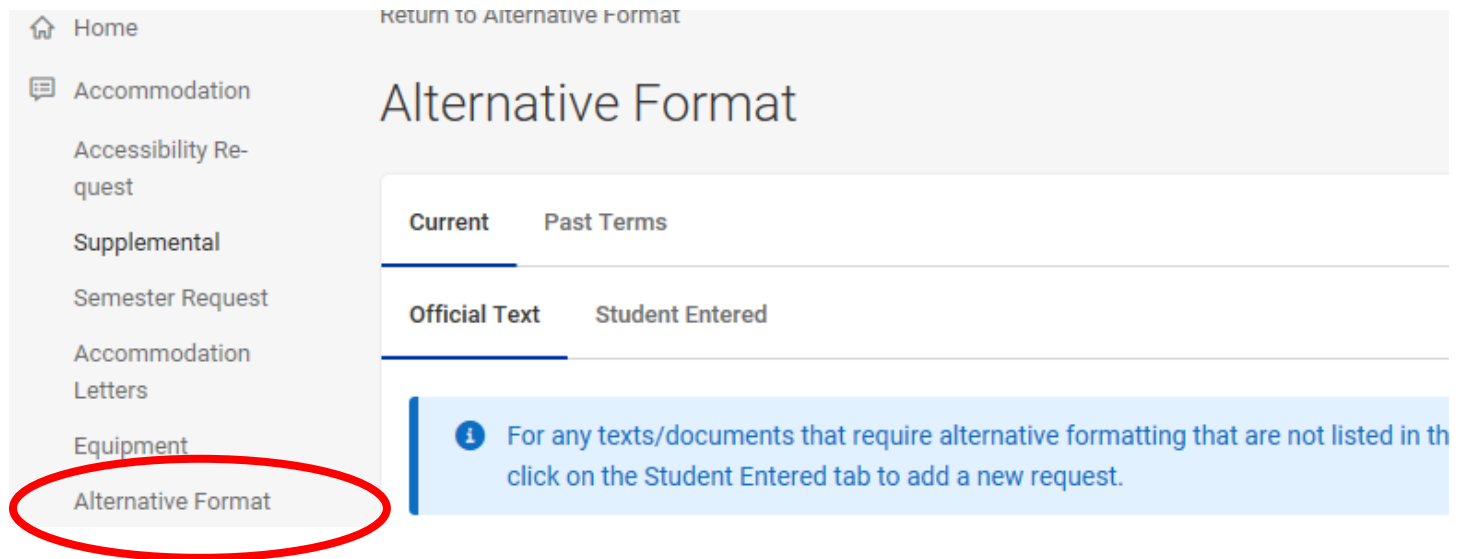 Home
Accommodation
Accessibility Re-
quest
Supplemental
Semester Request
Accommodation
Letters
Equipment
Alternative Format
Return to Alternative Format
Alternative Format
Current Past Terms
Official Text Student Entered
For any texts/documents that require alternative formatting that are not listed in
click on the Student Entered tab to add a new request.